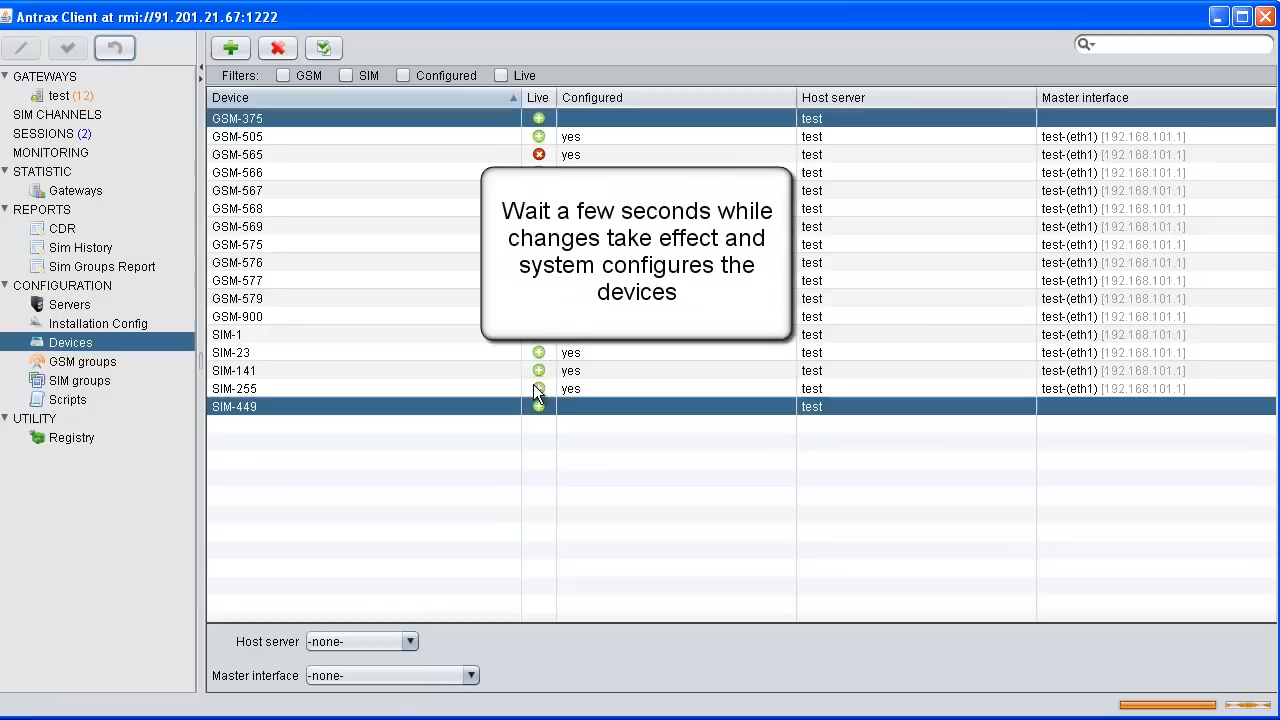 Antrax Client at rmi://91.201.21.67:1222
Filters: GSM SIM Configured Live
GATEWAYS
test (12)
SIM CHANNELS
SESSIONS (2)
MONITORING
STATISTIC
Gateways
REPORTS
CDR
Sim History
Sim Groups Report
CONFIGURATION
Servers
Installation Config
Devices
GSM groups
SIM groups
Scripts
UTILITY
Registry
Device Live Configured Host server Master interface
GSM-375 test
GSM-505 yes test test-(eth1) [192.168.101.1]
GSM-565 yes test test-(eth1) [192.168.101.1]
GSM-566 test test-(eth1) [192.168.101.1]
GSM-567 test test-(eth1) [192.168.101.1]
GSM-568 test test-(eth1) [192.168.101.1]
GSM-569 test test-(eth1) [192.168.101.1]
GSM-575 test test-(eth1) [192.168.101.1]
GSM-576 test test-(eth1) [192.168.101.1]
GSM-577 test test-(eth1) [192.168.101.1]
GSM-579 test test-(eth1) [192.168.101.1]
GSM-900 test test-(eth1) [192.168.101.1]
SIM-1 test test-(eth1) [192.168.101.1]
SIM-23 yes test test-(eth1) [192.168.101.1]
SIM-141 yes test test-(eth1) [192.168.101.1]
SIM-255 yes test test-(eth1) [192.168.101.1]
SIM-449 test
Wait a few seconds while
changes take effect and
system configures the
devices
Host server -none-
Master interface -none-